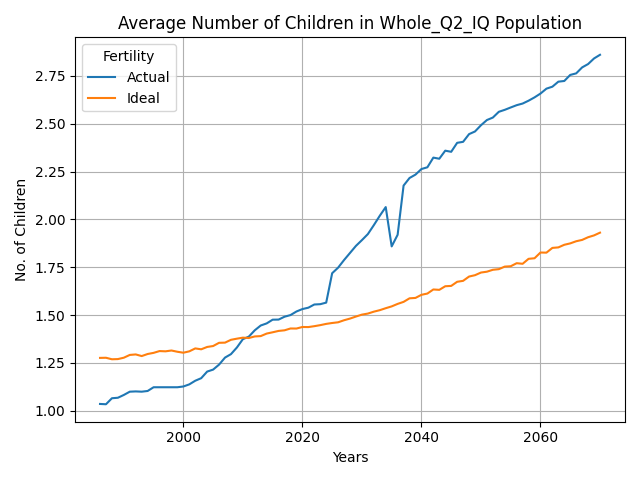 Average Number of Children in Whole_Q2_IQ Population
Fertility
Actual
Ideal
2.75
2.50
2.25
2.00
1.75
1.50
1.25
1.00
No. of Children
2000
2020
2040
2060
Years